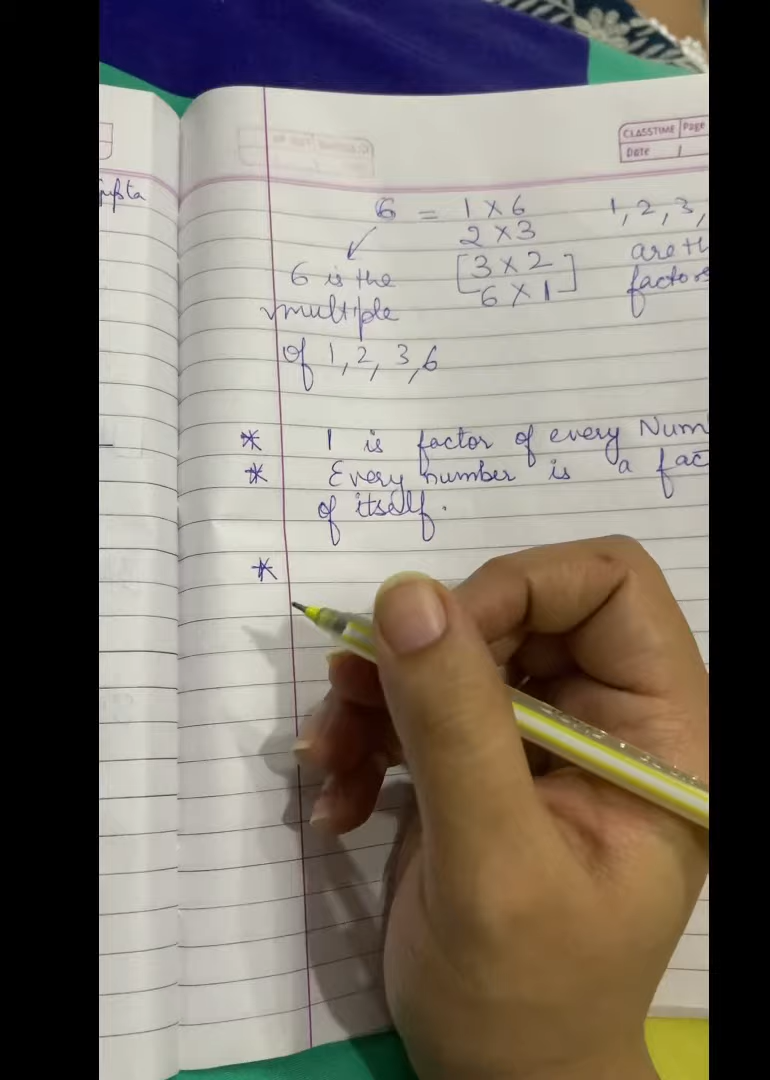 CLASSTIME Page
Date /
6 = 1 x 6
2 x 3
[3 x 2
6 x 1]
1, 2, 3,
are th
factors
6 is the
multiple
of 1, 2, 3, 6
* 1 is factor of every Num
* Every number is a fac
of itself.
*